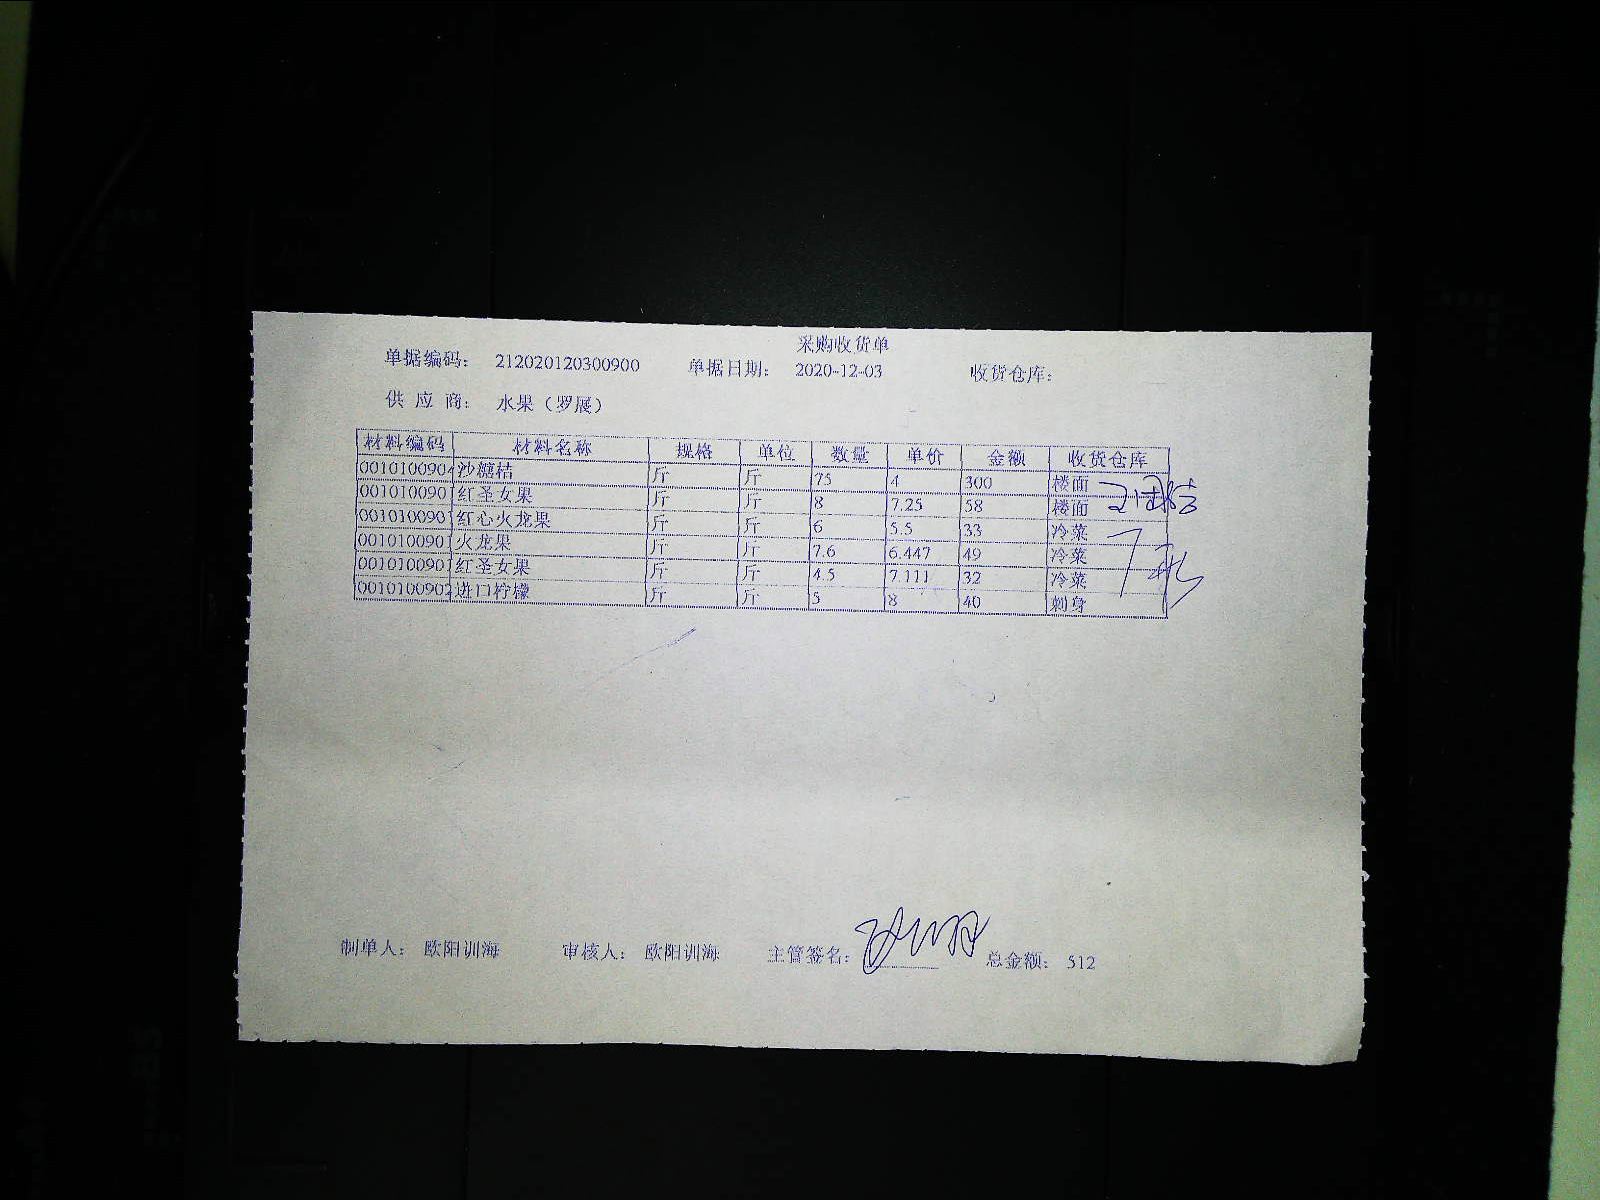 采购收货单
单据编码: 212020120300900 单据日期: 2020-12-03 收货仓库:
供应商: 水果(罗展)
材料编码 材料名称 规格 单位 数量 单价 金额 收货仓库
0010100904 沙糖桔 斤 斤 75 4 300 楼面
001010090 红圣女果 斤 斤 8 7.25 58 楼面
001010090 红心火龙果 斤 斤 6 5.5 33 冷菜
001010090 火龙果 斤 斤 7.6 6.447 49 冷菜
001010090 红圣女果 斤 斤 4.5 7.111 32 冷菜
001010090 进口柠檬 斤 斤 5 8 40 刺身
制单人: 欧阳训海 审核人: 欧阳训海 主管签名: 总金额: 512